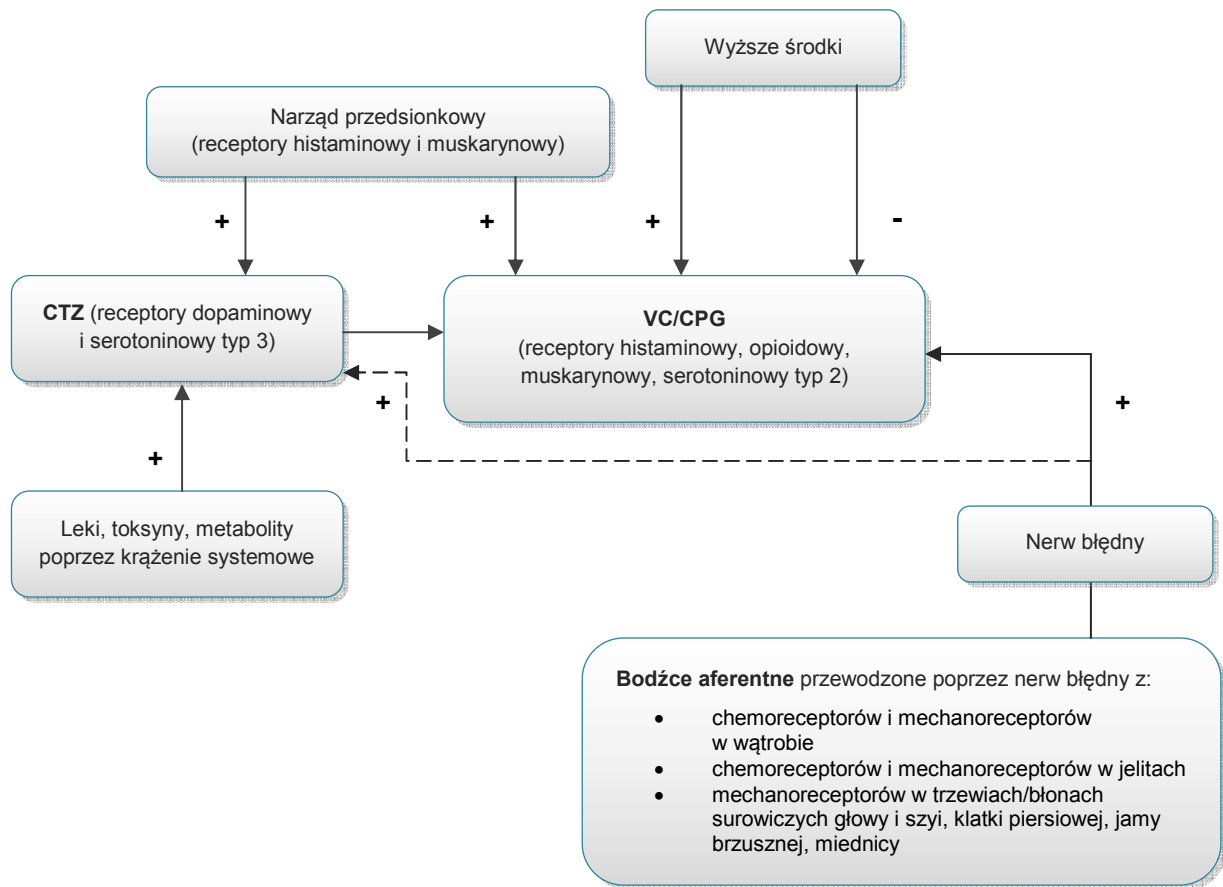 Wyższe środki
Narząd przedsionkowy
(receptory histaminowy i muskarynowy)
+
+
+
-
CTZ (receptory dopaminowy
i serotoninowy typ 3)
VC/CPG
(receptory histaminowy, opioidowy,
muskarynowy, serotoninowy typ 2)
+
+
+
Leki, toksyny, metabolity
poprzez krążenie systemowe
Nerw błędny
Bodźce aferentne przewodzone poprzez nerw błędny z:
• chemoreceptorów i mechanoreceptorów
w wątrobie
• chemoreceptorów i mechanoreceptorów w jelitach
• mechanoreceptorów w trzewiach/błonach
surowiczych głowy i szyi, klatki piersiowej, jamy
brzusznej, miednicy